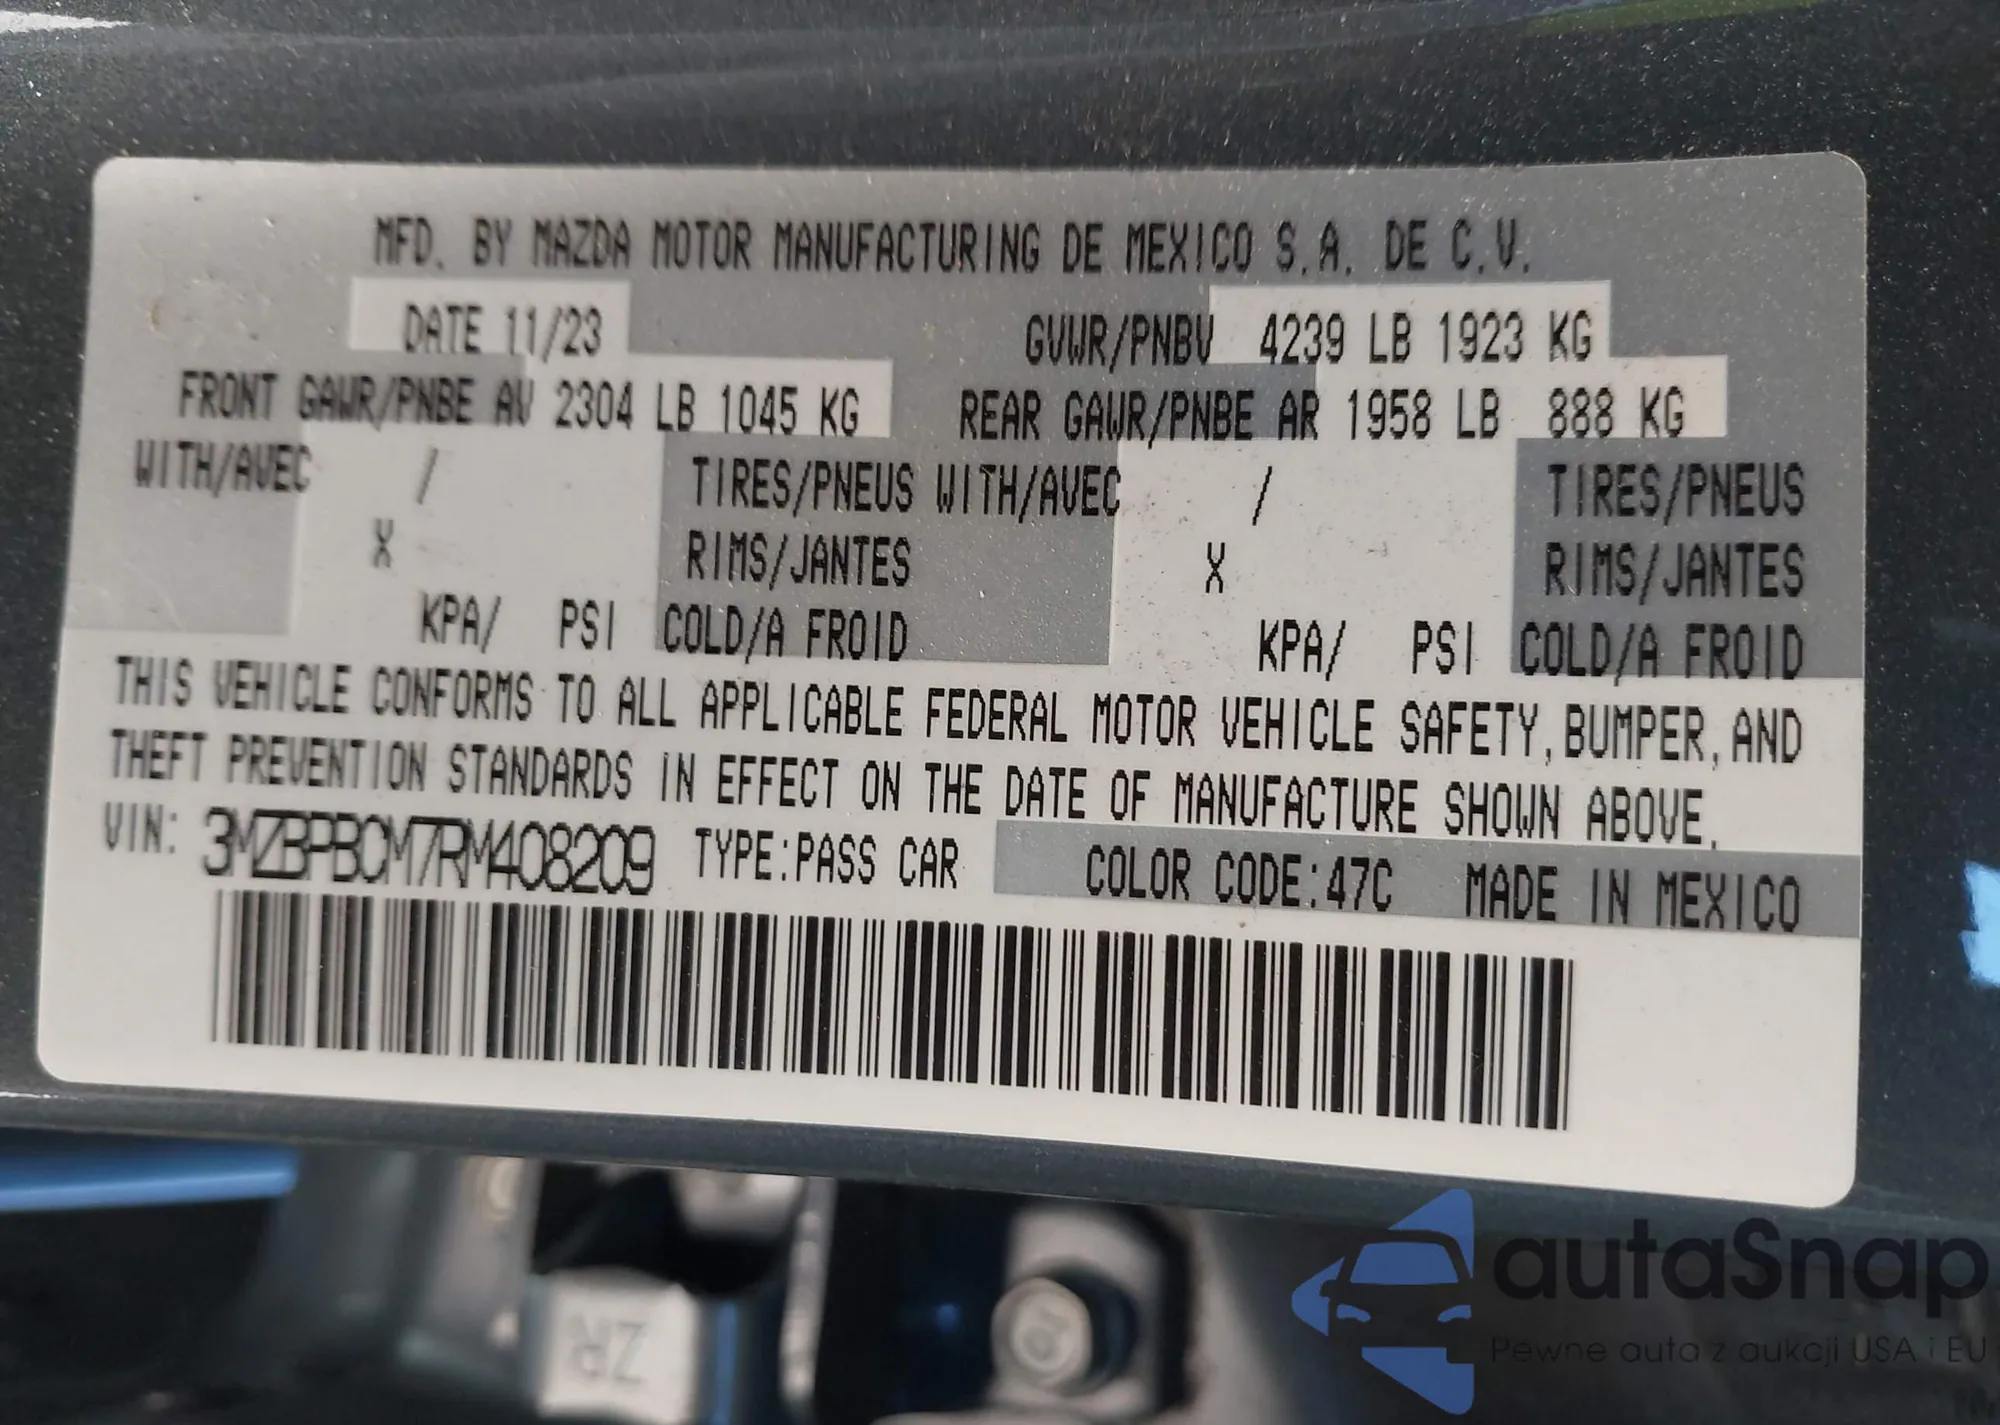 MFD. BY MAZDA MOTOR MANUFACTURING DE MEXICO S.A. DE C.V.
DATE 11/23 GVWR/PNBV 4239 LB 1923 KG
FRONT GAWR/PNBE AV 2304 LB 1045 KG REAR GAWR/PNBE AR 1958 LB 888 KG
WITH/AVEC / TIRES/PNEUS WITH/AVEC / TIRES/PNEUS
X RIMS/JANTES X RIMS/JANTES
KPA/ PSI COLD/A FROID KPA/ PSI COLD/A FROID
THIS VEHICLE CONFORMS TO ALL APPLICABLE FEDERAL MOTOR VEHICLE SAFETY, BUMPER, AND
THEFT PREVENTION STANDARDS IN EFFECT ON THE DATE OF MANUFACTURE SHOWN ABOVE.
VIN: 3MZBPBCM7RM408209 TYPE:PASS CAR COLOR CODE:47C MADE IN MEXICO
autaSnap
Pewne auta z aukcji USA i EU
ZR
10